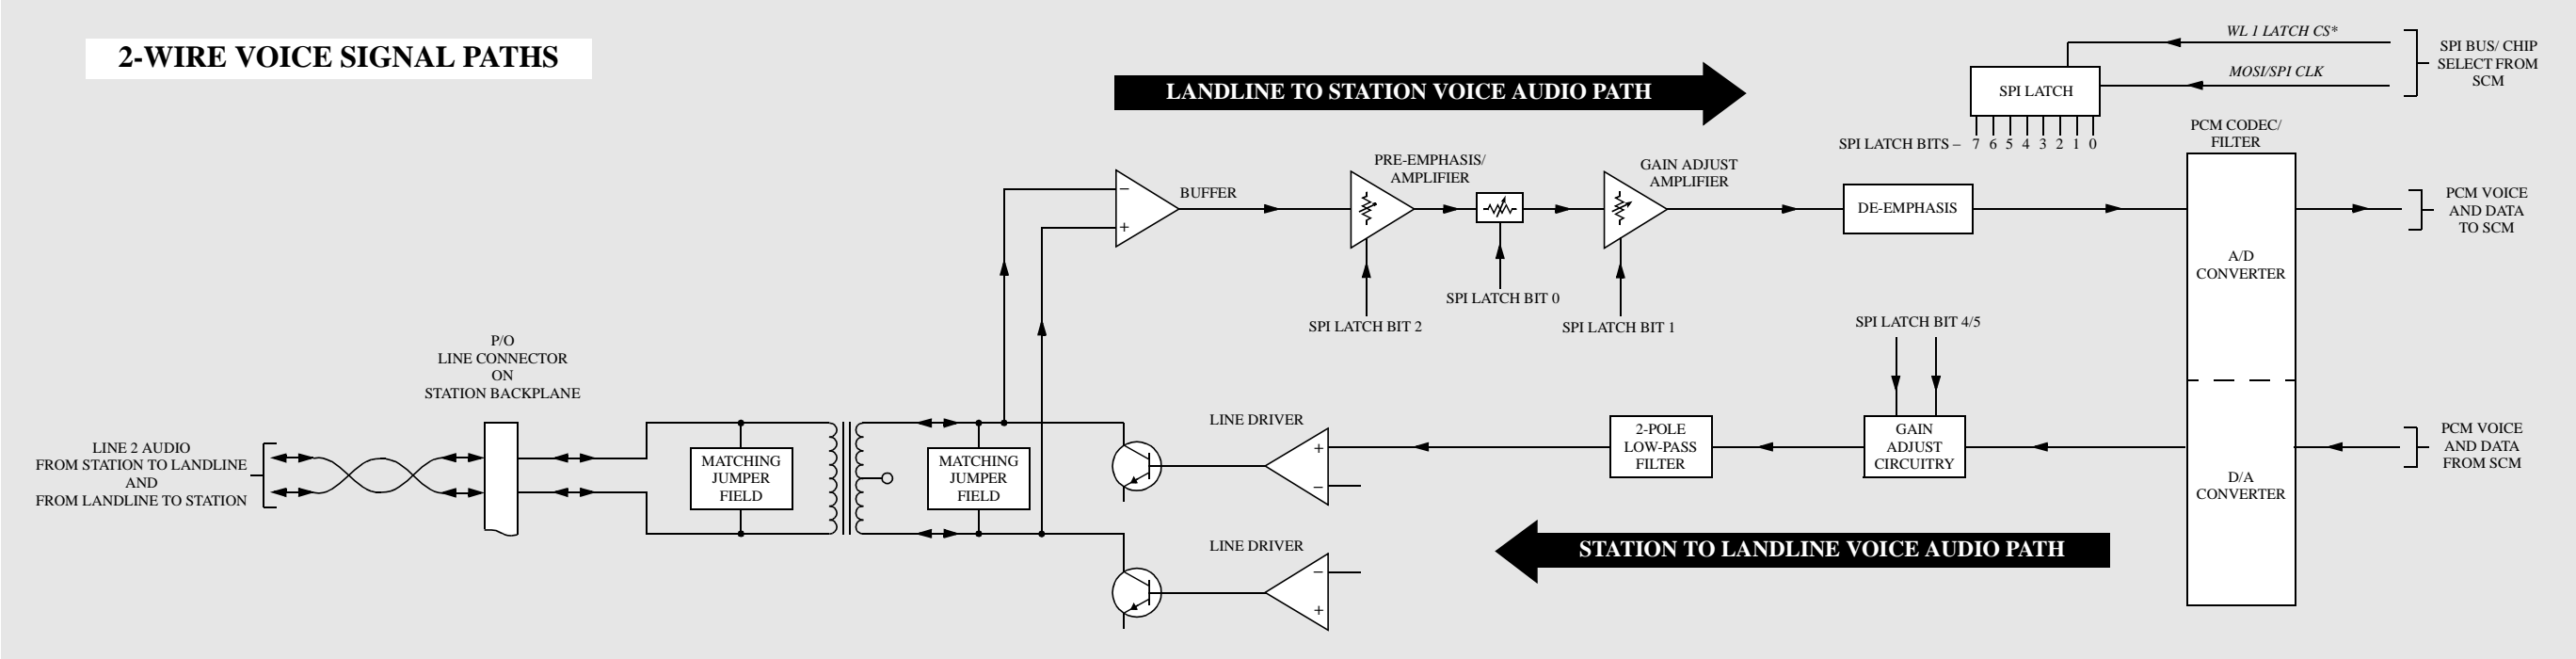 2-WIRE VOICE SIGNAL PATHS
LANDLINE TO STATION VOICE AUDIO PATH
WL 1 LATCH CS*
MOSI/SPI CLK
SPI BUS/ CHIP
SELECT FROM
SCM
SPI LATCH
SPI LATCH BITS – 7 6 5 4 3 2 1 0
PCM CODEC/
FILTER
BUFFER
PRE-EMPHASIS/
AMPLIFIER
GAIN ADJUST
AMPLIFIER
DE-EMPHASIS
PCM VOICE
AND DATA
TO SCM
A/D
CONVERTER
−
+
SPI LATCH BIT 2
SPI LATCH BIT 0
SPI LATCH BIT 1
SPI LATCH BIT 4/5
P/O
LINE CONNECTOR
ON
STATION BACKPLANE
LINE 2 AUDIO
FROM STATION TO LANDLINE
AND
FROM LANDLINE TO STATION
MATCHING
JUMPER
FIELD
MATCHING
JUMPER
FIELD
LINE DRIVER
+
−
2-POLE
LOW-PASS
FILTER
GAIN
ADJUST
CIRCUITRY
D/A
CONVERTER
PCM VOICE
AND DATA
FROM SCM
LINE DRIVER
−
+
STATION TO LANDLINE VOICE AUDIO PATH